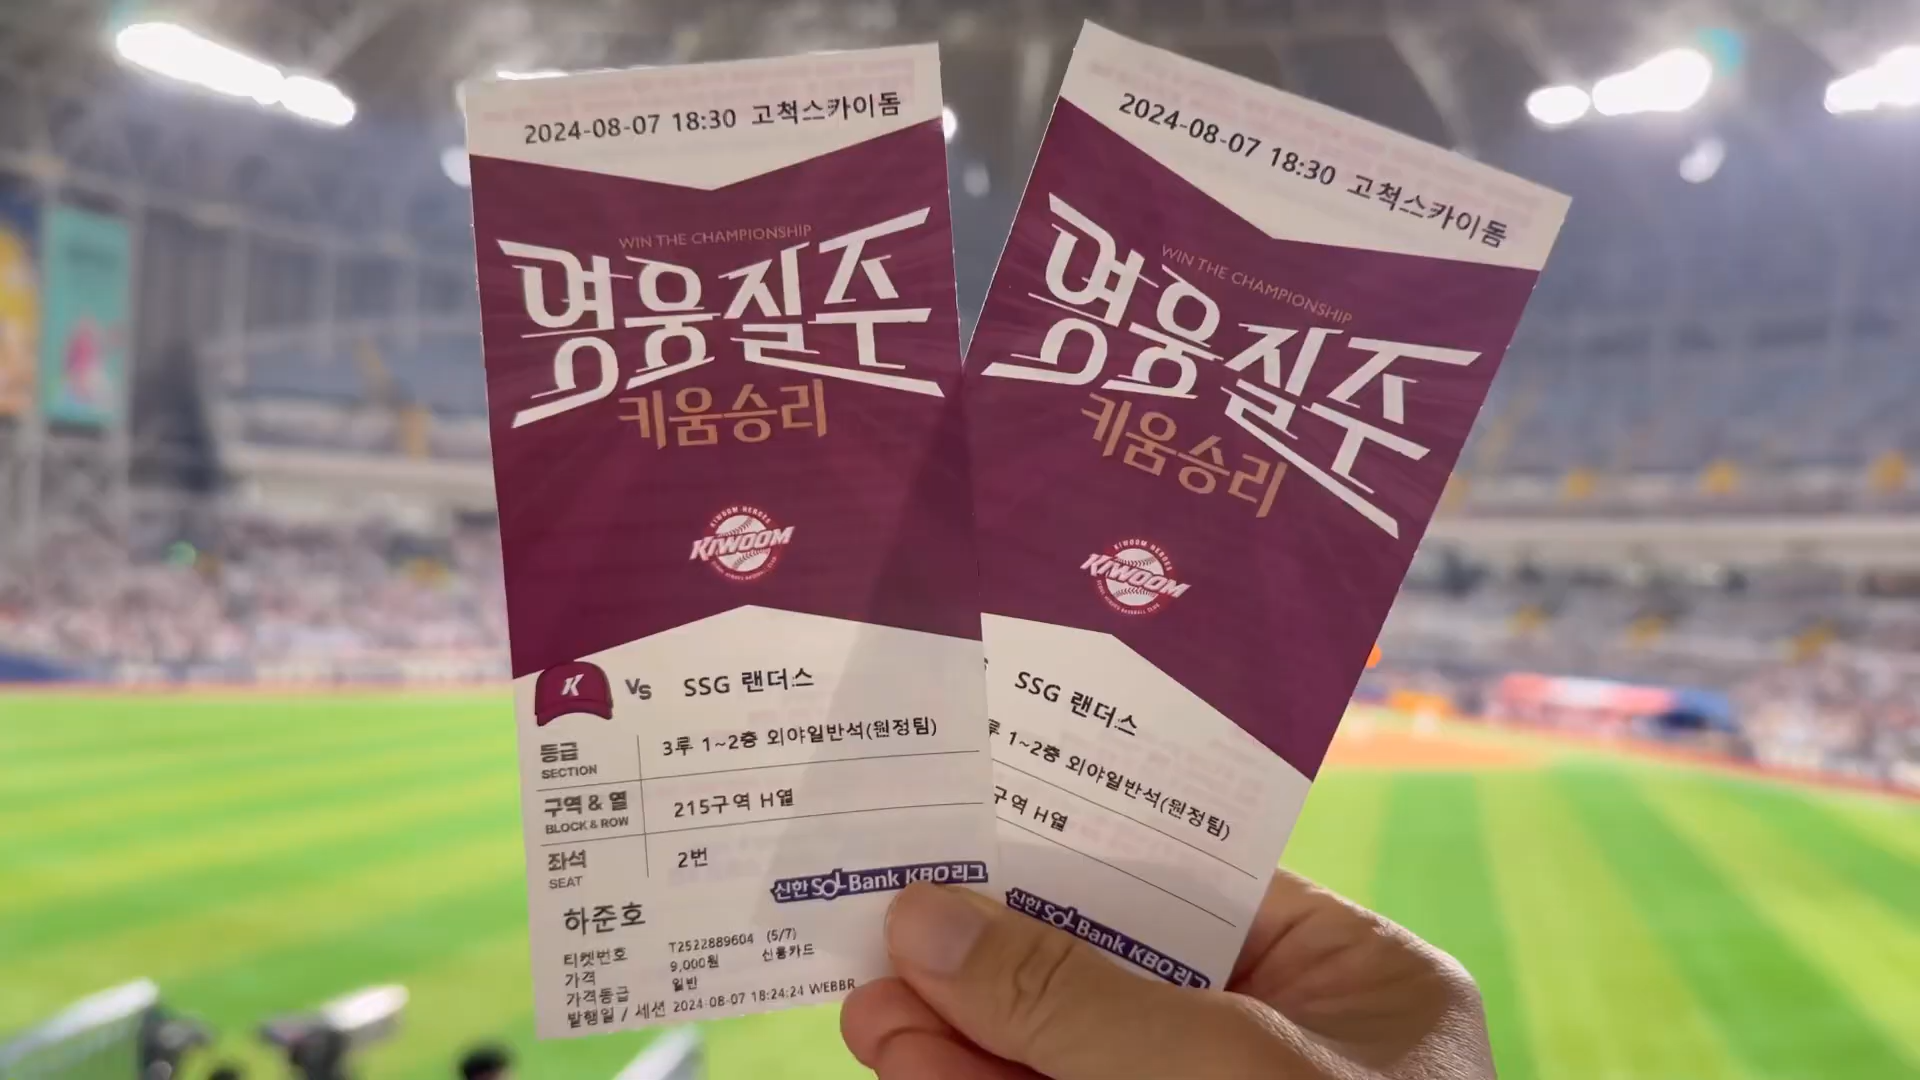 2024-08-07 18:30 고척스카이돔
WIN THE CHAMPIONSHIP
영웅질주
키움승리
KIWOOM HEROES
KIWOOM
K VS SSG 랜더스
등급 3루 1~2층 외야일반석(원정팀)
SECTION
구역 & 열 215구역 H열
BLOCK & ROW
좌석 2번
SEAT
신한 SOL Bank KBO 리그
하준호
티켓번호 T2522889604 (5/7)
가격 9,000원 신용카드
가격등급 일반
발행일 / 세션 2024-08-07 18:24:24 WEBBR
2024-08-07 18:30 고척스카이돔
WIN THE CHAMPIONSHIP
영웅질주
키움승리
KIWOOM HEROES
KIWOOM
SSG 랜더스
루 1~2층 외야일반석(원정팀)
구역 H열
신한 SOL Bank KBO 리그